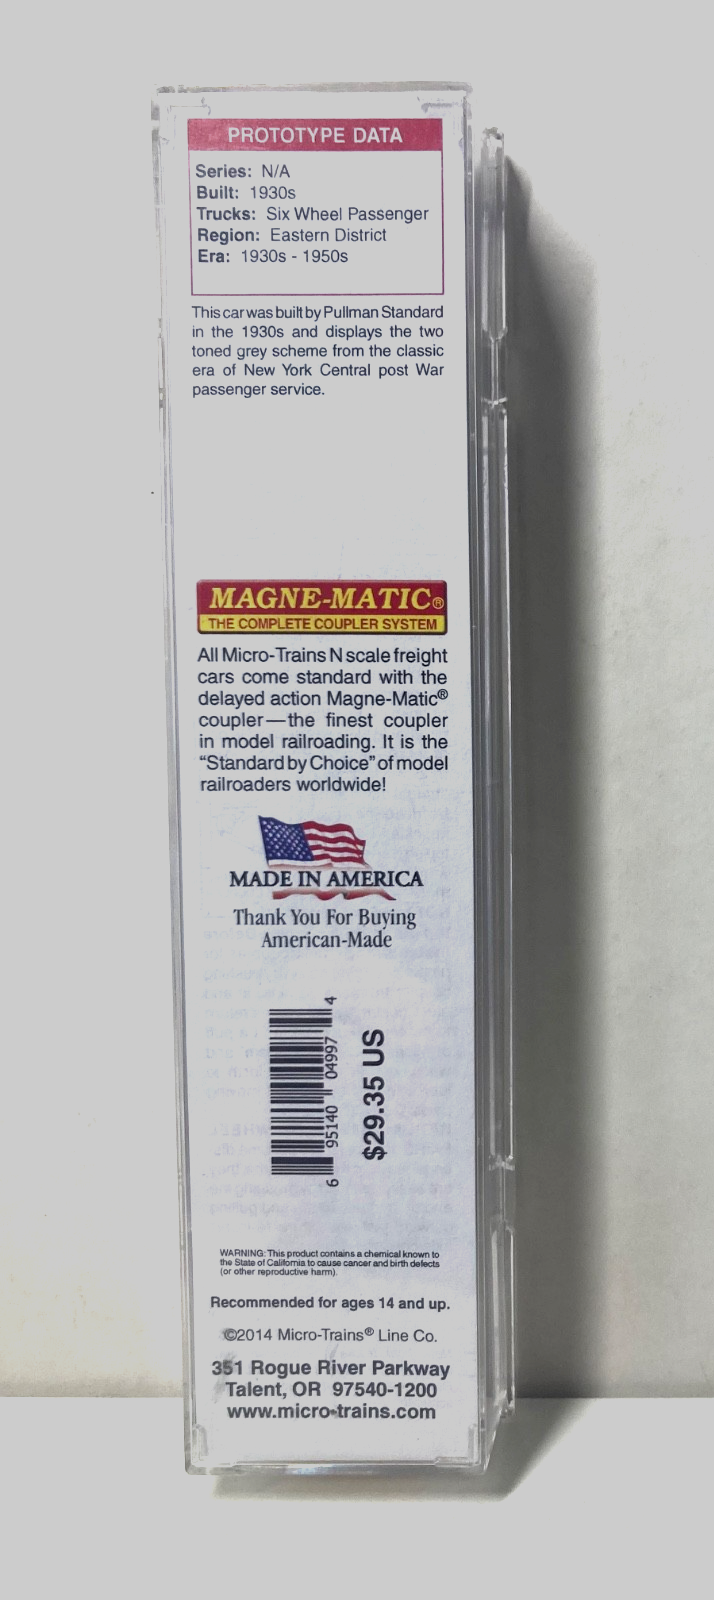 PROTOTYPE DATA
Series: N/A
Built: 1930s
Trucks: Six Wheel Passenger
Region: Eastern District
Era: 1930s - 1950s
This car was built by Pullman Standard
in the 1930s and displays the two
toned grey scheme from the classic
era of New York Central post War
passenger service.
MAGNE-MATIC®
THE COMPLETE COUPLER SYSTEM
All Micro-Trains N scale freight
cars come standard with the
delayed action Magne-Matic®
coupler—the finest coupler
in model railroading. It is the
“Standard by Choice” of model
railroaders worldwide!
MADE IN AMERICA
Thank You For Buying
American-Made
6 95140 04997 4
$29.35 US
WARNING: This product contains a chemical known to
the State of California to cause cancer and birth defects
(or other reproductive harm).
Recommended for ages 14 and up.
©2014 Micro-Trains® Line Co.
351 Rogue River Parkway
Talent, OR 97540-1200
www.micro-trains.com